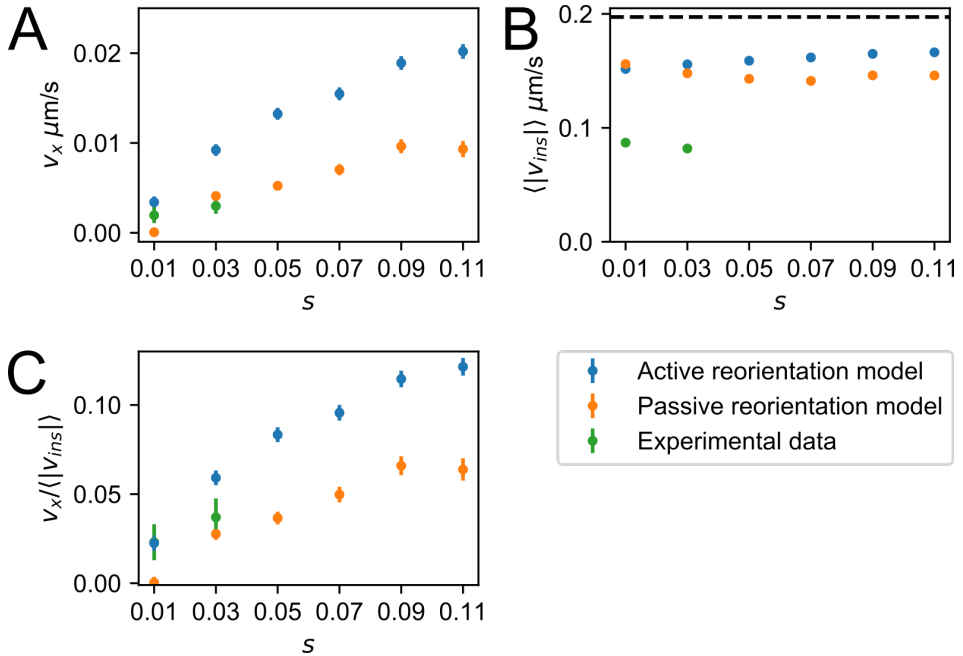 A
v_x μm/s
0.02
0.01
0.00
0.01 0.03 0.05 0.07 0.09 0.11
s
B
⟨|v_ins|⟩ μm/s
0.2
0.1
0.0
0.01 0.03 0.05 0.07 0.09 0.11
s
C
v_x/⟨|v_ins|⟩
0.10
0.05
0.00
0.01 0.03 0.05 0.07 0.09 0.11
s
Active reorientation model
Passive reorientation model
Experimental data